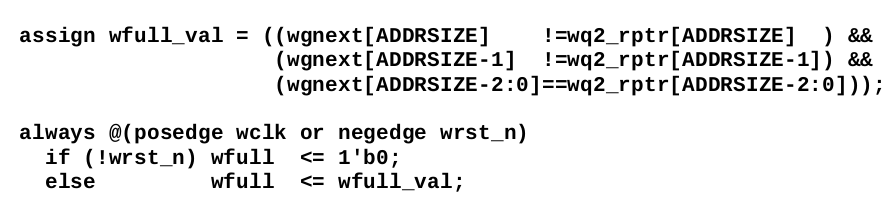 assign wfull_val = ((wgnext[ADDRSIZE]    !=wq2_rptr[ADDRSIZE]  ) &&
                    (wgnext[ADDRSIZE-1]  !=wq2_rptr[ADDRSIZE-1]) &&
                    (wgnext[ADDRSIZE-2:0]==wq2_rptr[ADDRSIZE-2:0]));

always @(posedge wclk or negedge wrst_n)
  if (!wrst_n) wfull  <= 1'b0;
  else         wfull  <= wfull_val;